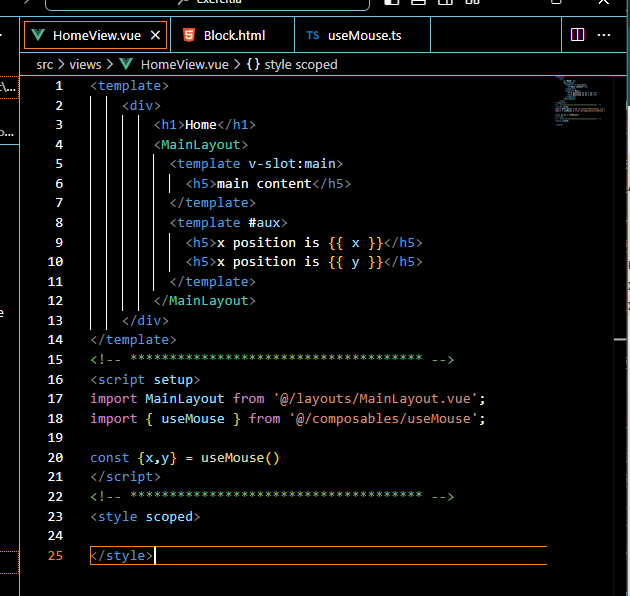 exercitia
HomeView.vue
Block.html
TS useMouse.ts
src > views > HomeView.vue > {} style scoped
1 <template>
2 <div>
3 <h1>Home</h1>
4 <MainLayout>
5 <template v-slot:main>
6 <h5>main content</h5>
7 </template>
8 <template #aux>
9 <h5>x position is {{ x }}</h5>
10 <h5>x position is {{ y }}</h5>
11 </template>
12 </MainLayout>
13 </div>
14 </template>
15 <!-- ************************************* -->
16 <script setup>
17 import MainLayout from '@/layouts/MainLayout.vue';
18 import { useMouse } from '@/composables/useMouse';
19
20 const {x,y} = useMouse()
21 </script>
22 <!-- ************************************* -->
23 <style scoped>
24
25 </style>